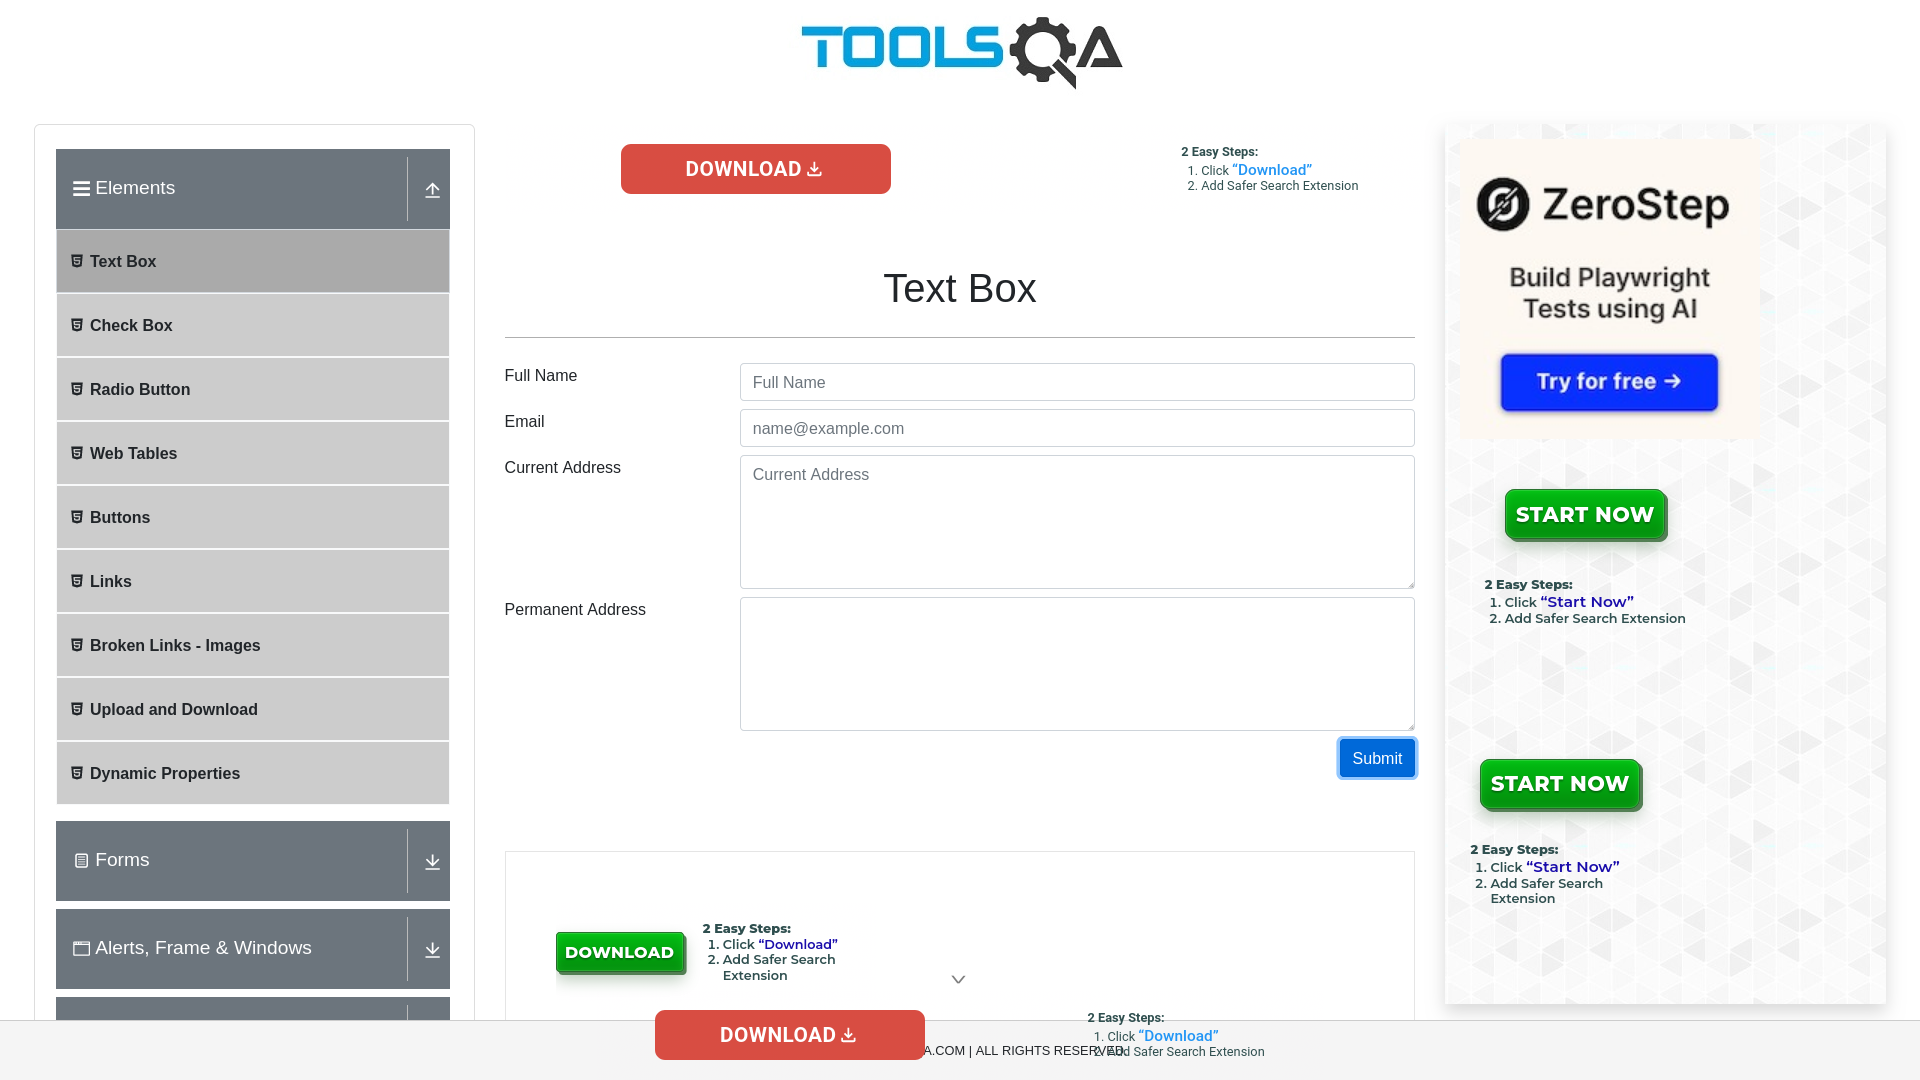 TOOLSQA
Elements
Text Box
Check Box
Radio Button
Web Tables
Buttons
Links
Broken Links - Images
Upload and Download
Dynamic Properties
Forms
Alerts, Frame & Windows
DOWNLOAD
2 Easy Steps:
1. Click “Download”
2. Add Safer Search Extension
Text Box
Full Name
Full Name
Email
name@example.com
Current Address
Current Address
Permanent Address
Submit
DOWNLOAD
2 Easy Steps:
1. Click “Download”
2. Add Safer Search
Extension
ZeroStep
Build Playwright
Tests using AI
Try for free →
START NOW
2 Easy Steps:
1. Click “Start Now”
2. Add Safer Search Extension
START NOW
2 Easy Steps:
1. Click “Start Now”
2. Add Safer Search
Extension
DOWNLOAD
A.COM | ALL RIGHTS RESERVED.
2 Easy Steps:
1. Click “Download”
2. Add Safer Search Extension